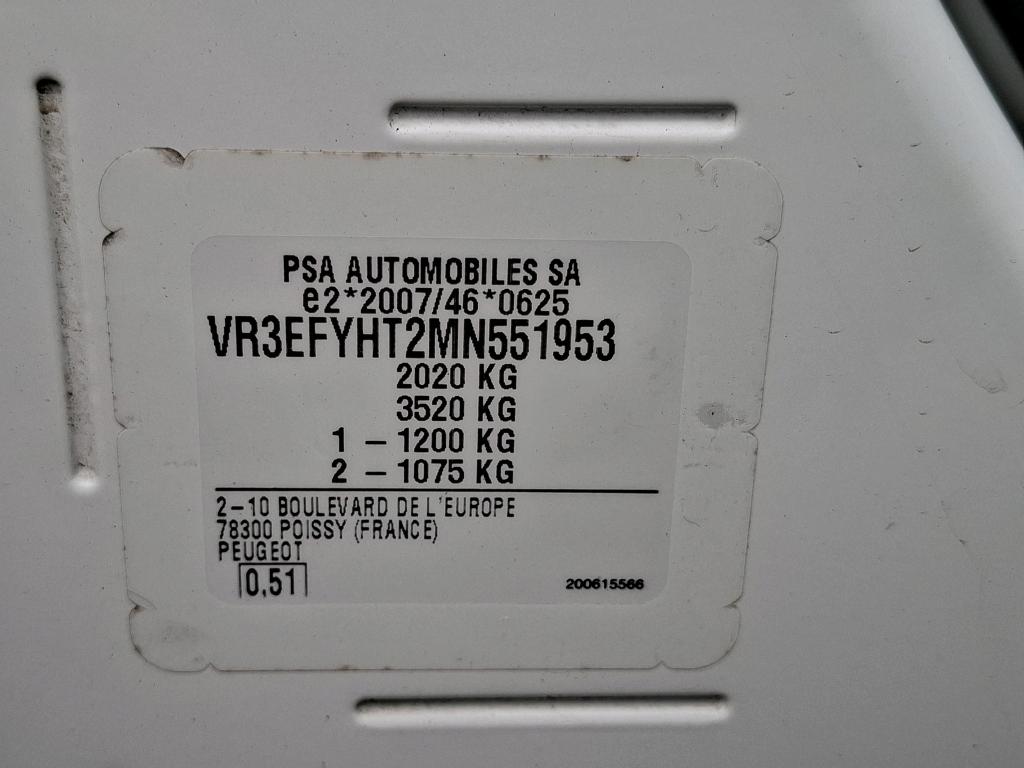 PSA AUTOMOBILES SA
e2*2007/46*0625
VR3EFYHT2MN551953
2020 KG
3520 KG
1 – 1200 KG
2 – 1075 KG
2–10 BOULEVARD DE L'EUROPE
78300 POISSY (FRANCE)
PEUGEOT
0,51
200615566